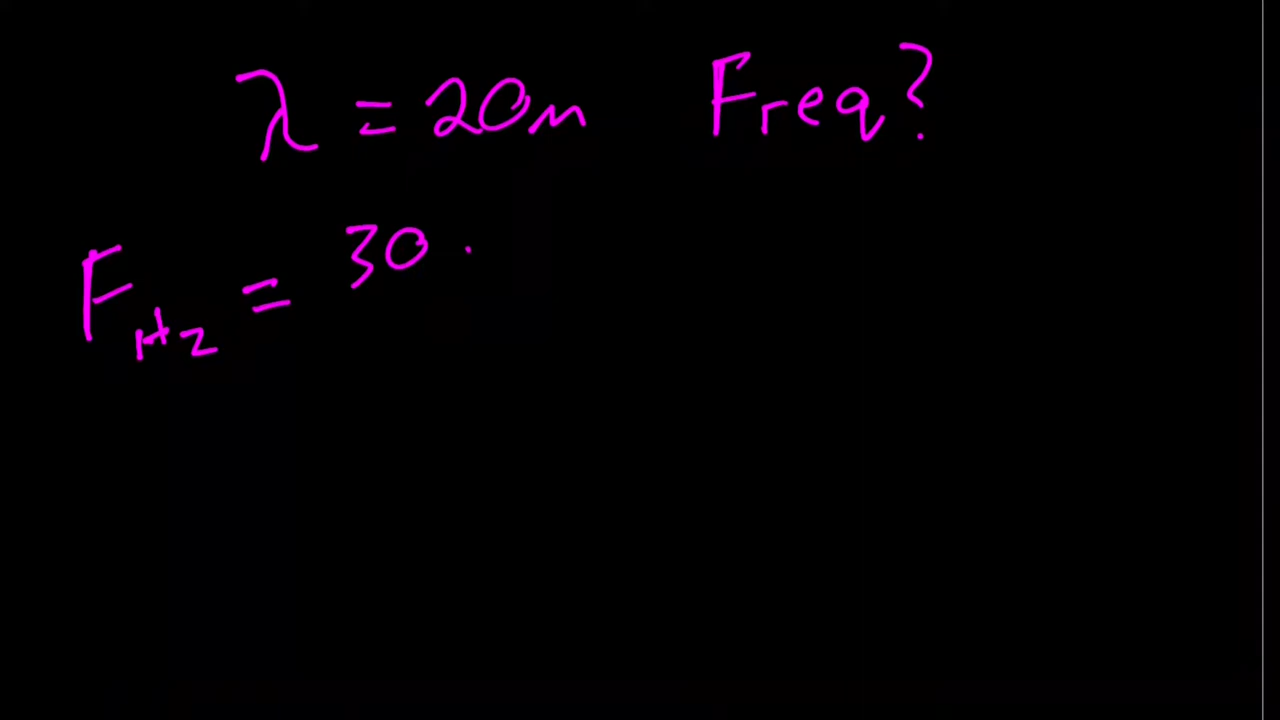 λ = 20m Freq?
F_Hz = 30.